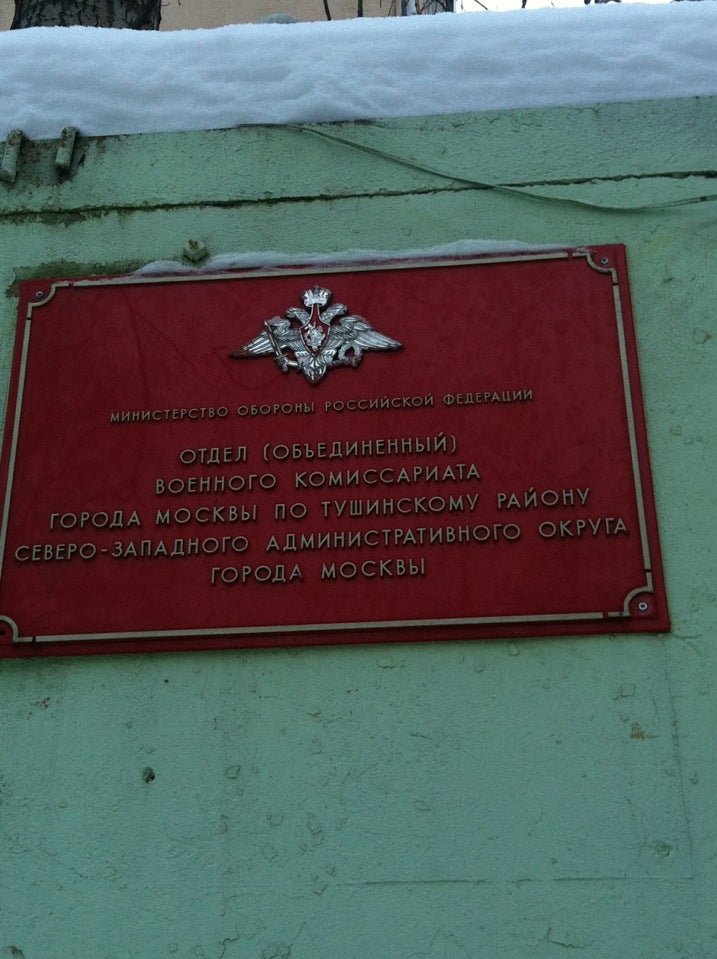 МИНИСТЕРСТВО ОБОРОНЫ РОССИЙСКОЙ ФЕДЕРАЦИИ
ОТДЕЛ (ОБЪЕДИНЕННЫЙ)
ВОЕННОГО КОМИССАРИАТА
ГОРОДА МОСКВЫ ПО ТУШИНСКОМУ РАЙОНУ
СЕВЕРО-ЗАПАДНОГО АДМИНИСТРАТИВНОГО ОКРУГА
ГОРОДА МОСКВЫ